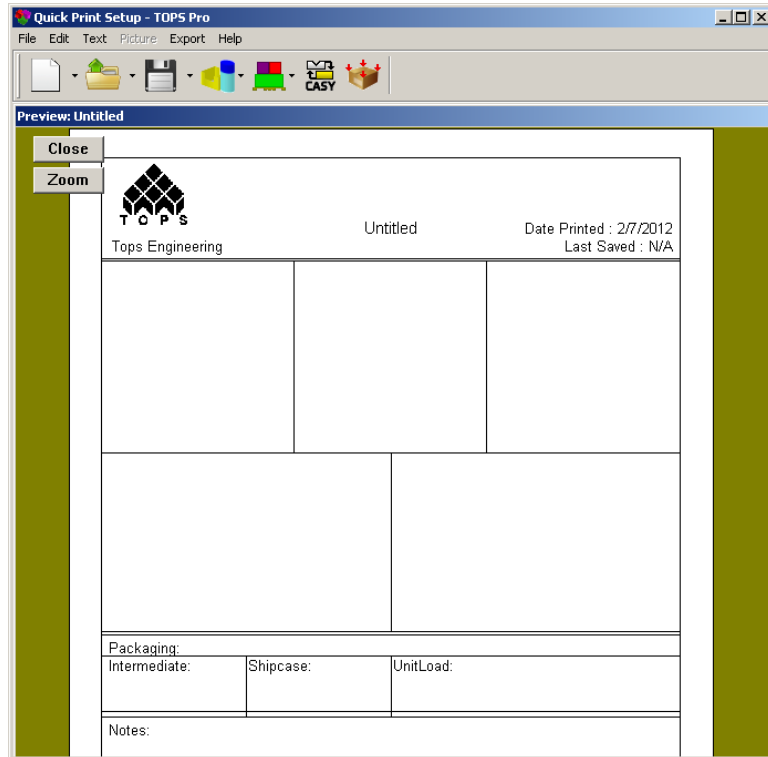 Quick Print Setup - TOPS Pro
File Edit Text Picture Export Help
CASY
Preview: Untitled
Close
Zoom
TOPS
Untitled
Date Printed : 2/7/2012
Tops Engineering
Last Saved : N/A
Packaging:
Intermediate: Shipcase: UnitLoad:
Notes: